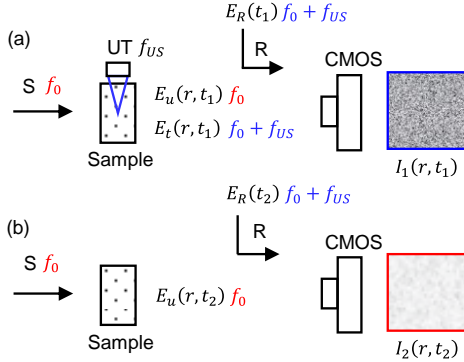 (a)
UT f_US
E_R(t_1) f_0 + f_US
R
CMOS
S f_0
E_u(r, t_1) f_0
E_t(r, t_1) f_0 + f_US
Sample
I_1(r, t_1)
(b)
E_R(t_2) f_0 + f_US
R
CMOS
S f_0
E_u(r, t_2) f_0
Sample
I_2(r, t_2)